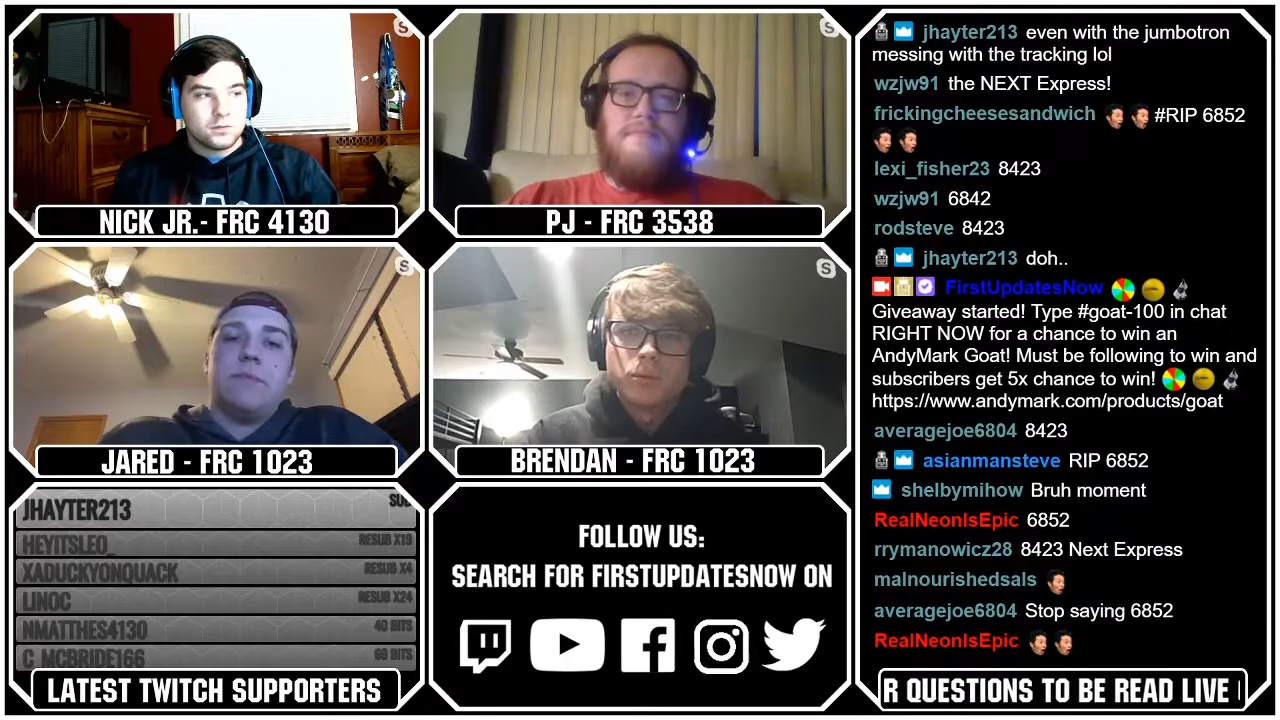 NICK JR.- FRC 4130
PJ - FRC 3538
JARED - FRC 1023
BRENDAN - FRC 1023
JHAYTER213 SUB
HEYITSLEO_ RESUB X19
XADUCKYONQUACK RESUB X4
LINOC RESUB X24
NMATTHES4130 40 BITS
C_MCBRIDE166 69 BITS
LATEST TWITCH SUPPORTERS
FOLLOW US:
SEARCH FOR FIRSTUPDATESNOW ON
jhayter213 even with the jumbotron
messing with the tracking lol
wzjw91 the NEXT Express!
frickingcheesesandwich #RIP 6852
lexi_fisher23 8423
wzjw91 6842
rodsteve 8423
jhayter213 doh..
FirstUpdatesNow
Giveaway started! Type #goat-100 in chat
RIGHT NOW for a chance to win an
AndyMark Goat! Must be following to win and
subscribers get 5x chance to win!
https://www.andymark.com/products/goat
averagejoe6804 8423
asianmansteve RIP 6852
shelbymihow Bruh moment
RealNeonIsEpic 6852
rrymanowicz28 8423 Next Express
malnourishedsals
averagejoe6804 Stop saying 6852
RealNeonIsEpic
R QUESTIONS TO BE READ LIVE